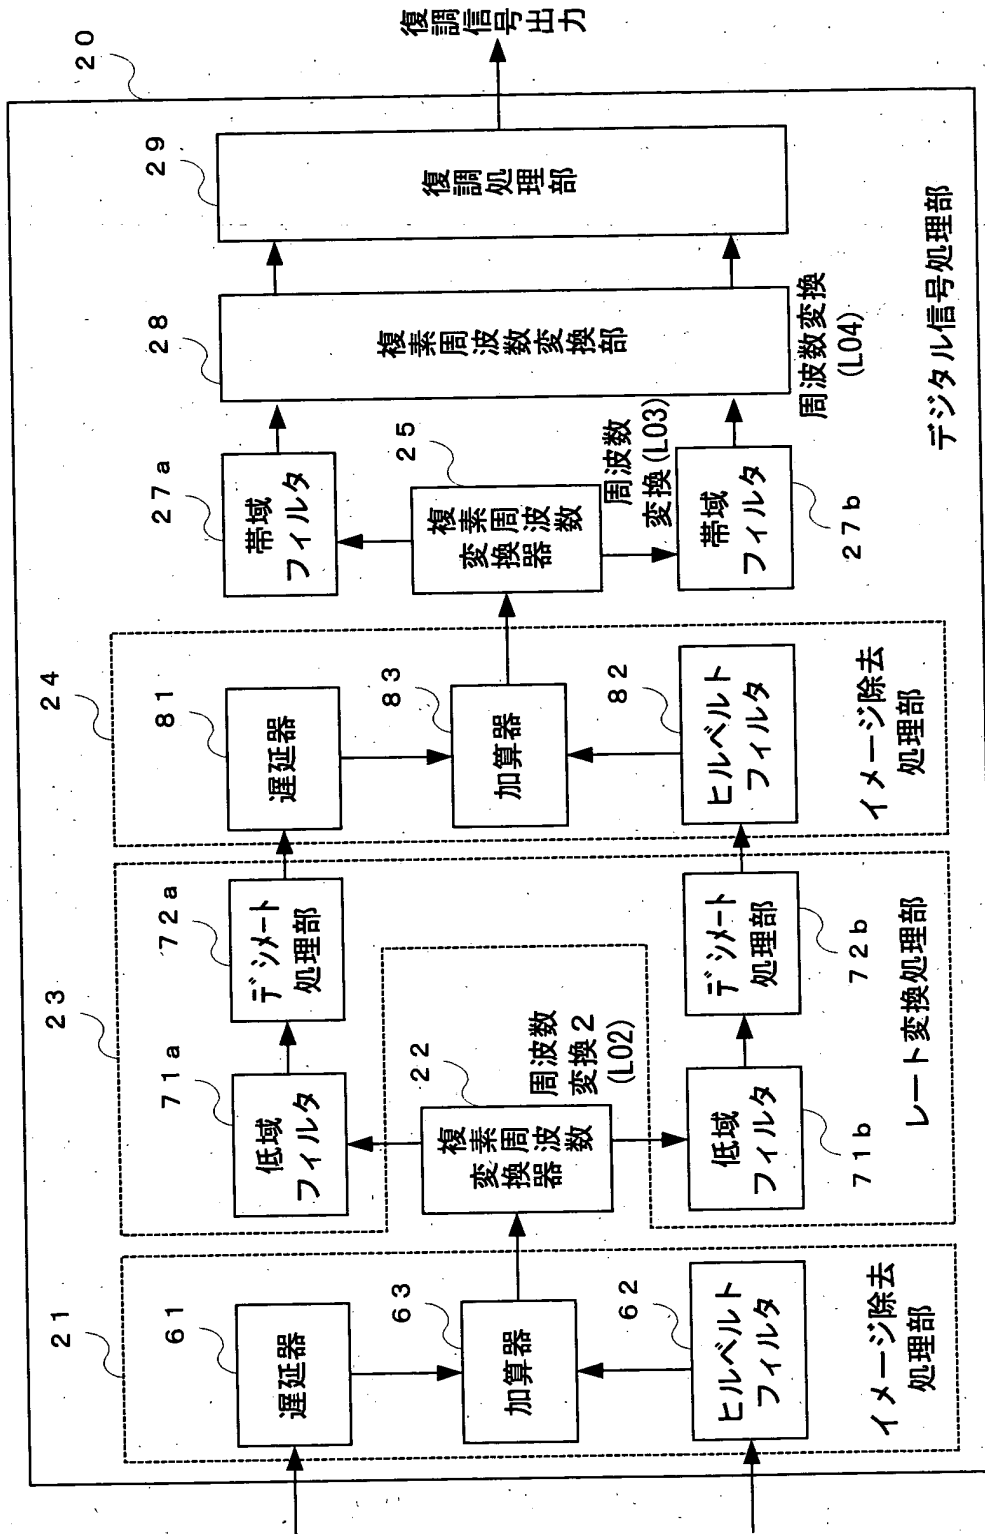 20
復調信号出力
29
復調処理部
28
複素周波数変換部
周波数変換
(L04)
デジタル信号処理部
27a
帯域
フィルタ
25
複素周波数
変換器
周波数
変換(L03)
帯域
フィルタ
27b
24
81
遅延器
83
加算器
82
ヒルベルト
フィルタ
イメージ除去
処理部
23
72a
デシメート
処理部
71a
低域
フィルタ
22
複素周波数
変換器
周波数
変換2
(L02)
デシメート
処理部
72b
低域
フィルタ
71b
レート変換処理部
21
61
遅延器
63
加算器
62
ヒルベルト
フィルタ
イメージ除去
処理部